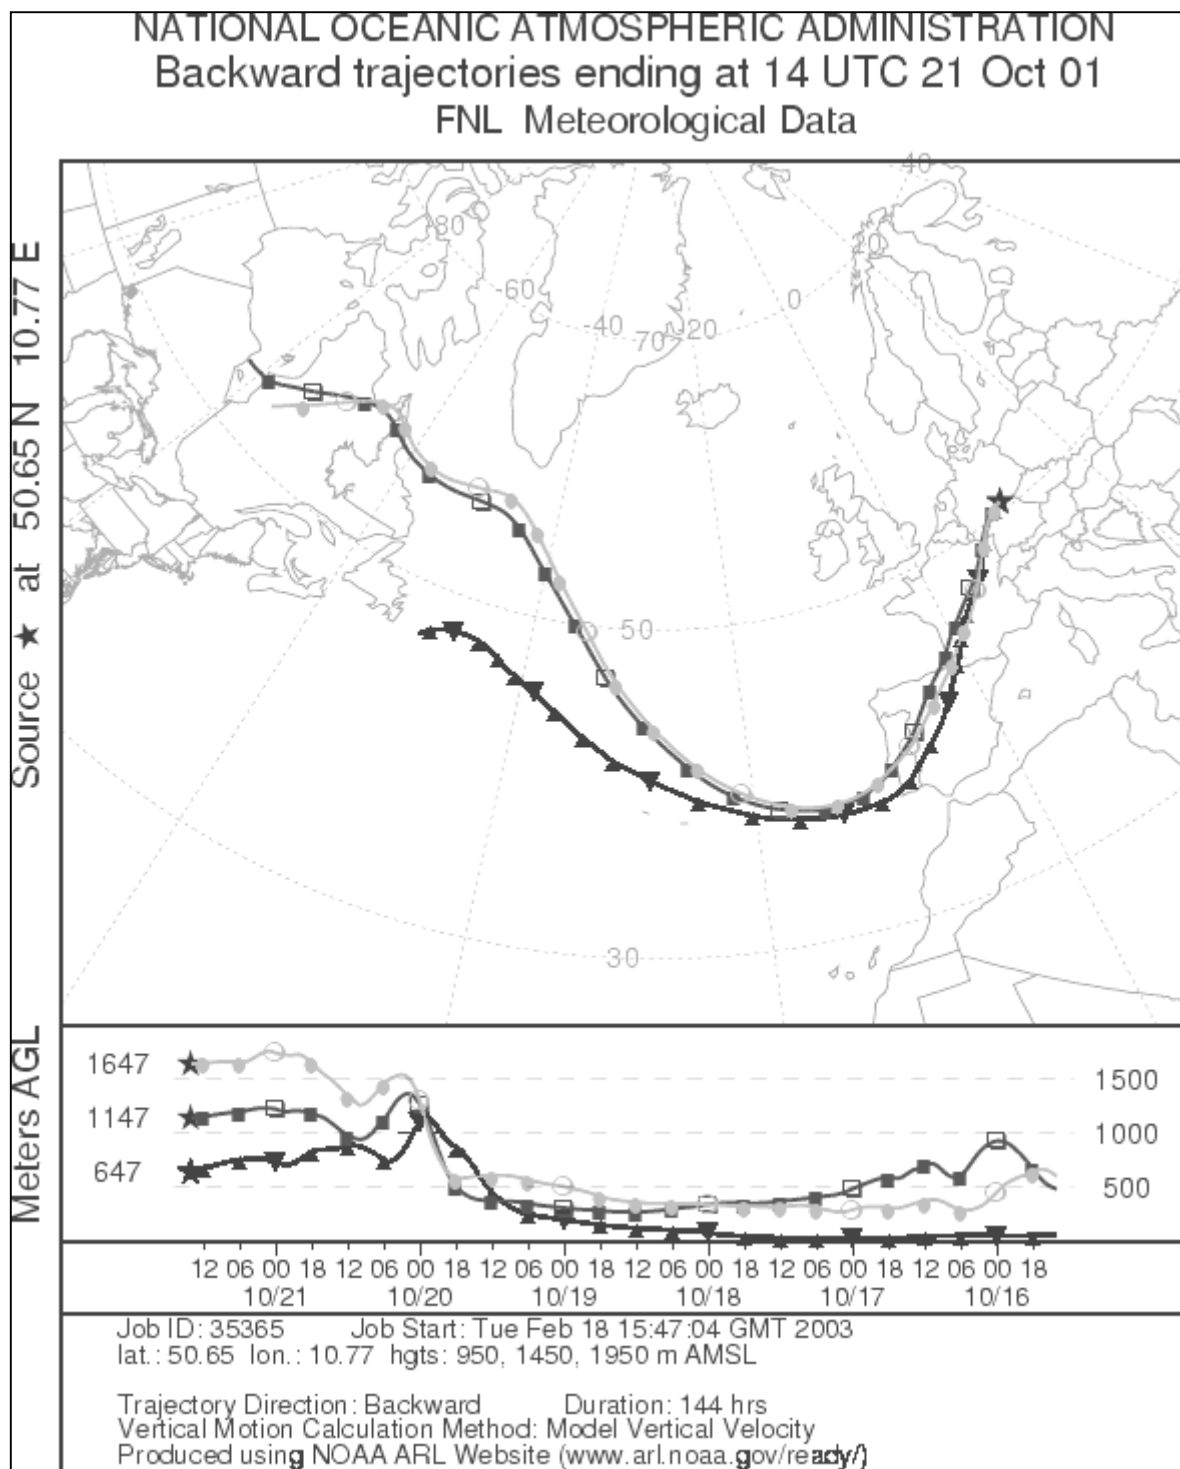 NATIONAL OCEANIC ATMOSPHERIC ADMINISTRATION
Backward trajectories ending at 14 UTC 21 Oct 01
FNL Meteorological Data
Source ★ at 50.65 N 10.77 E
40
80
-60
-40
70
-20
0
50
30
Meters AGL
1647
1147
647
1500
1000
500
12 06 00 18 12 06 00 18 12 06 00 18 12 06 00 18 12 06 00 18 12 06 00 18
10/21 10/20 10/19 10/18 10/17 10/16
Job ID: 35365 Job Start: Tue Feb 18 15:47:04 GMT 2003
lat.: 50.65 lon.: 10.77 hgts: 950, 1450, 1950 m AMSL
Trajectory Direction: Backward Duration: 144 hrs
Vertical Motion Calculation Method: Model Vertical Velocity
Produced using NOAA ARL Website (www.arl.noaa.gov/ready/)